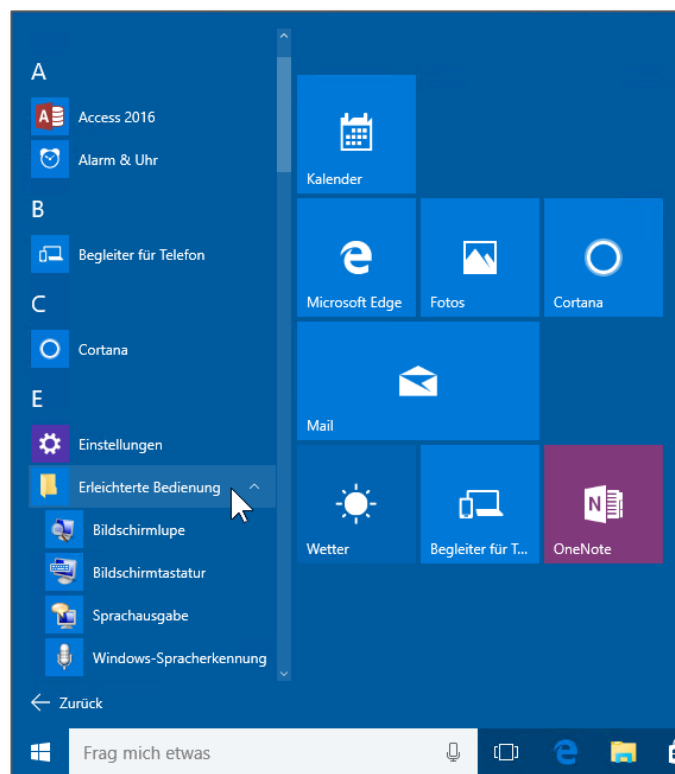 A
Access 2016
Alarm & Uhr
B
Begleiter für Telefon
C
Cortana
E
Einstellungen
Erleichterte Bedienung
Bildschirmlupe
Bildschirmtastatur
Sprachausgabe
Windows-Spracherkennung
Zurück
Kalender
Microsoft Edge
Fotos
Cortana
Mail
Wetter
Begleiter für T...
OneNote
Frag mich etwas